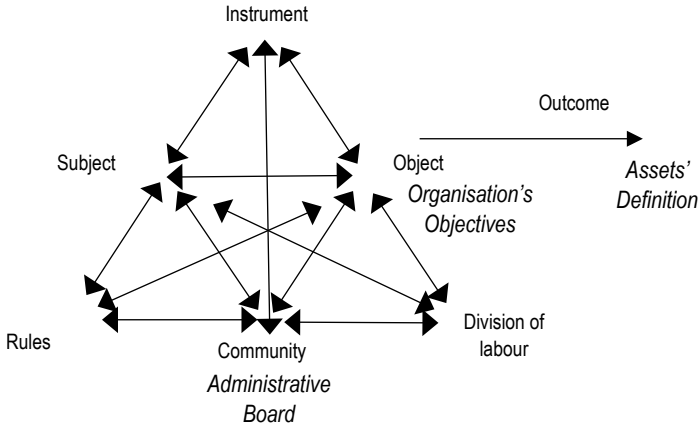 Instrument
Outcome
Subject
Object
Organisation's
Objectives
Assets'
Definition
Rules
Community
Administrative
Board
Division of
labour